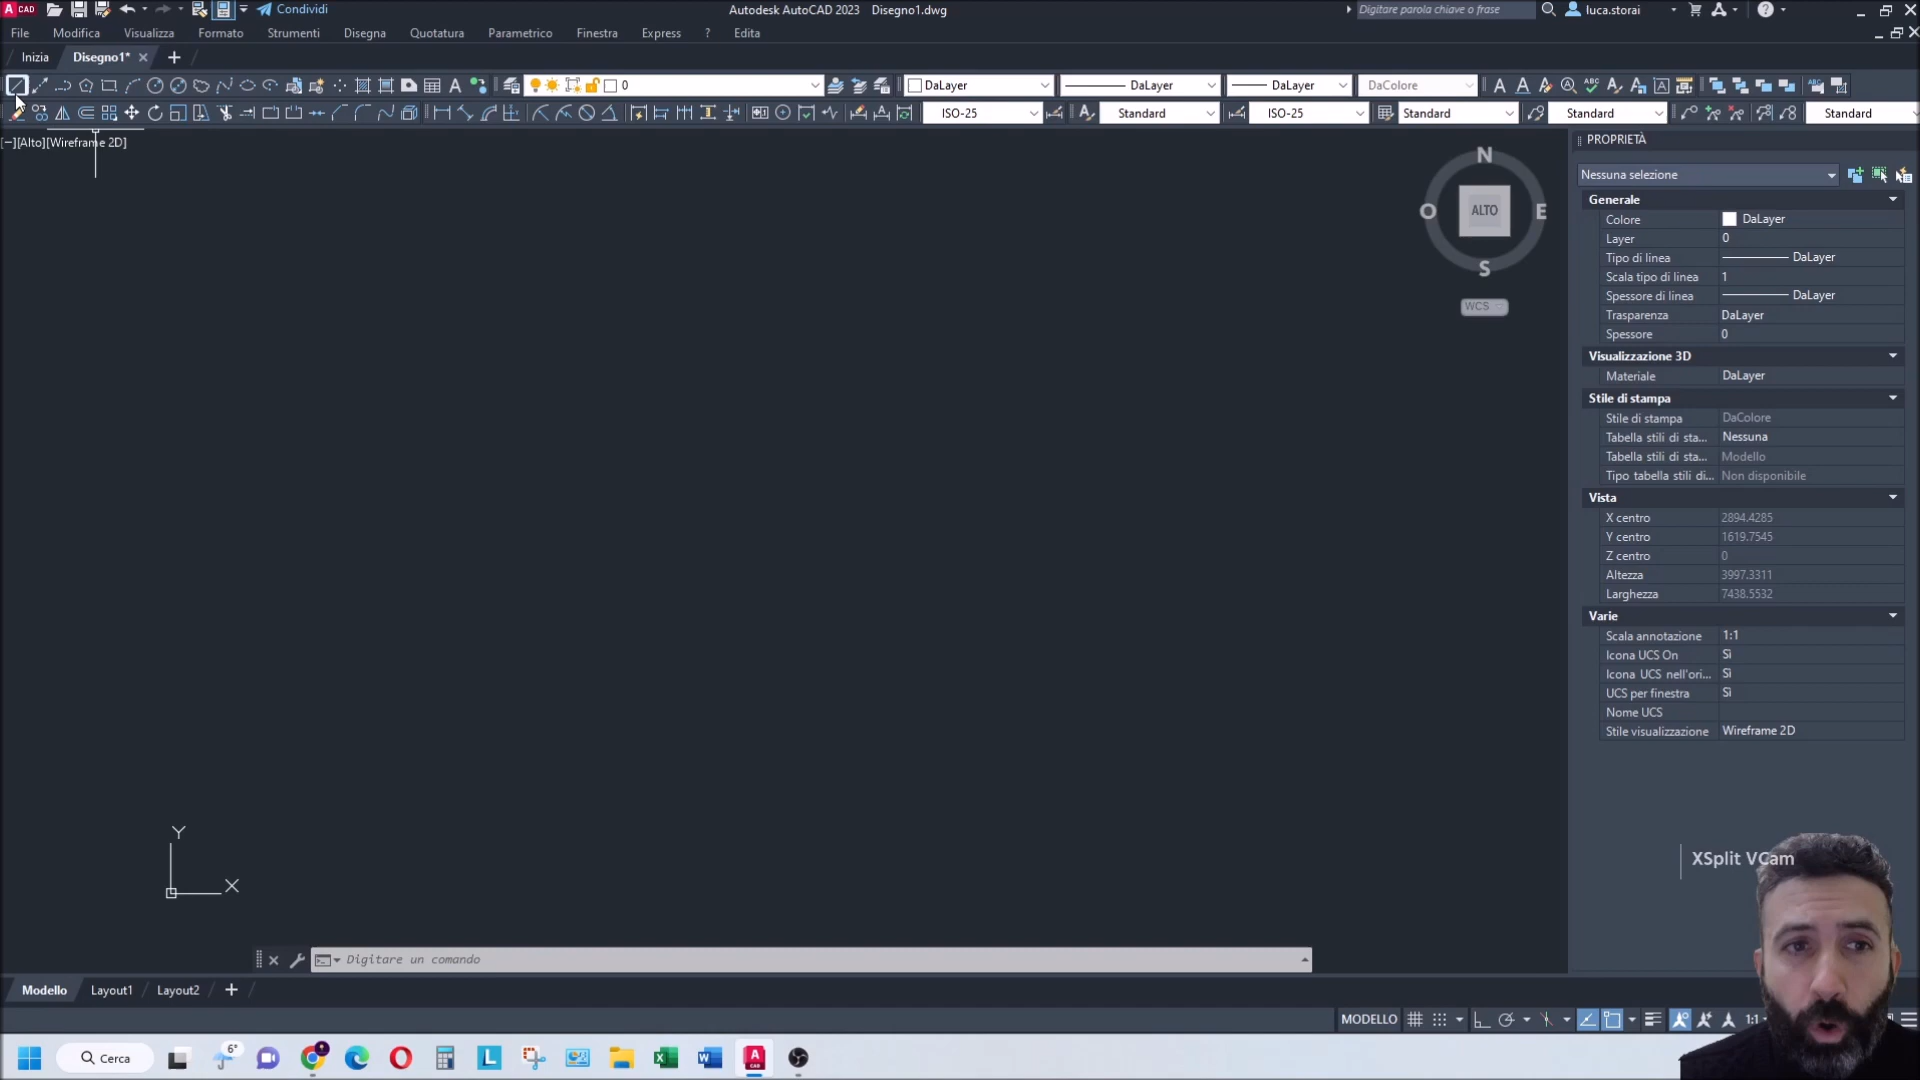 CAD Condividi Autodesk AutoCAD 2023 Disegno1.dwg Digitare parola chiave o frase luca.storai
File Modifica Visualizza Formato Strumenti Disegna Quotatura Parametrico Finestra Express ? Edita
Inizia Disegno1*
0 DaLayer DaLayer DaLayer DaColore
ISO-25 Standard ISO-25 Standard Standard Standard
[−][Alto][Wireframe 2D]
PROPRIETÀ
Nessuna selezione
Generale
Colore DaLayer
Layer 0
Tipo di linea DaLayer
Scala tipo di linea 1
Spessore di linea DaLayer
Trasparenza DaLayer
Spessore 0
Visualizzazione 3D
Materiale DaLayer
Stile di stampa
Stile di stampa DaColore
Tabella stili di sta... Nessuna
Tabella stili di sta... Modello
Tipo tabella stili di... Non disponibile
Vista
X centro 2894.4285
Y centro 1619.7545
Z centro 0
Altezza 3997.3311
Larghezza 7438.5532
Varie
Scala annotazione 1:1
Icona UCS On Sì
Icona UCS nell'ori... Sì
UCS per finestra Sì
Nome UCS
Stile visualizzazione Wireframe 2D
N
O ALTO E
S
WCS
XSplit VCam
Y
X
Digitare un comando
Modello Layout1 Layout2
MODELLO 1:1
6°
Cerca